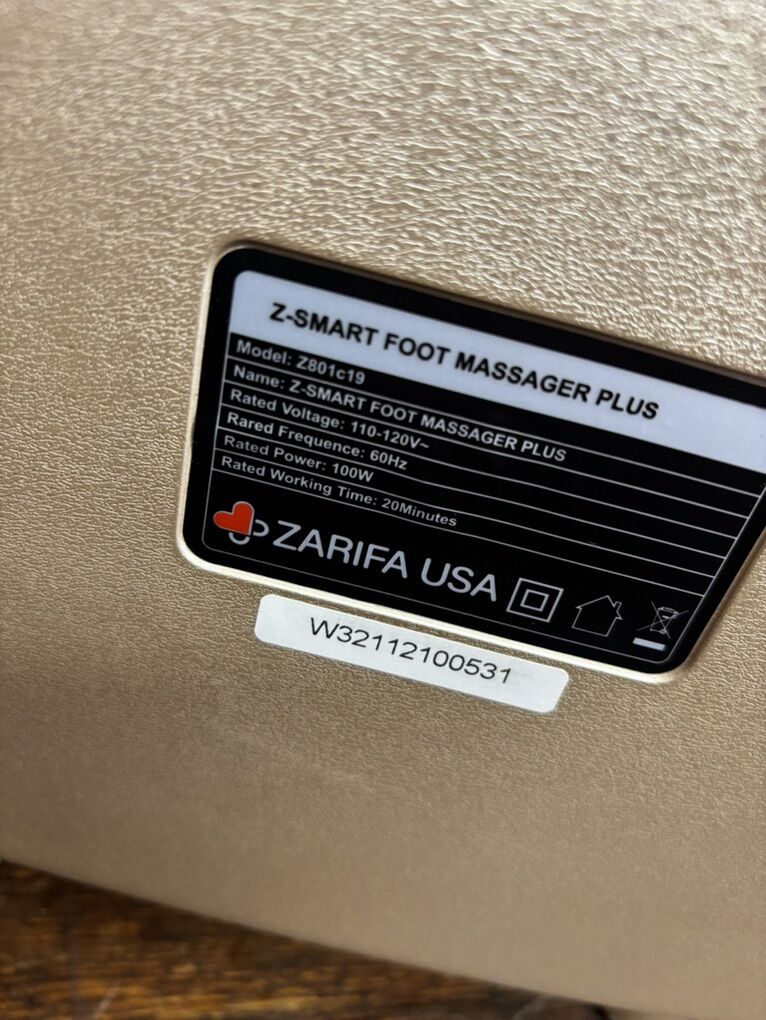 Z-SMART FOOT MASSAGER PLUS
Model: Z801c19
Name: Z-SMART FOOT MASSAGER PLUS
Rated Voltage: 110-120V~
Rared Frequence: 60Hz
Rated Power: 100W
Rated Working Time: 20Minutes
ZARIFA USA
W32112100531